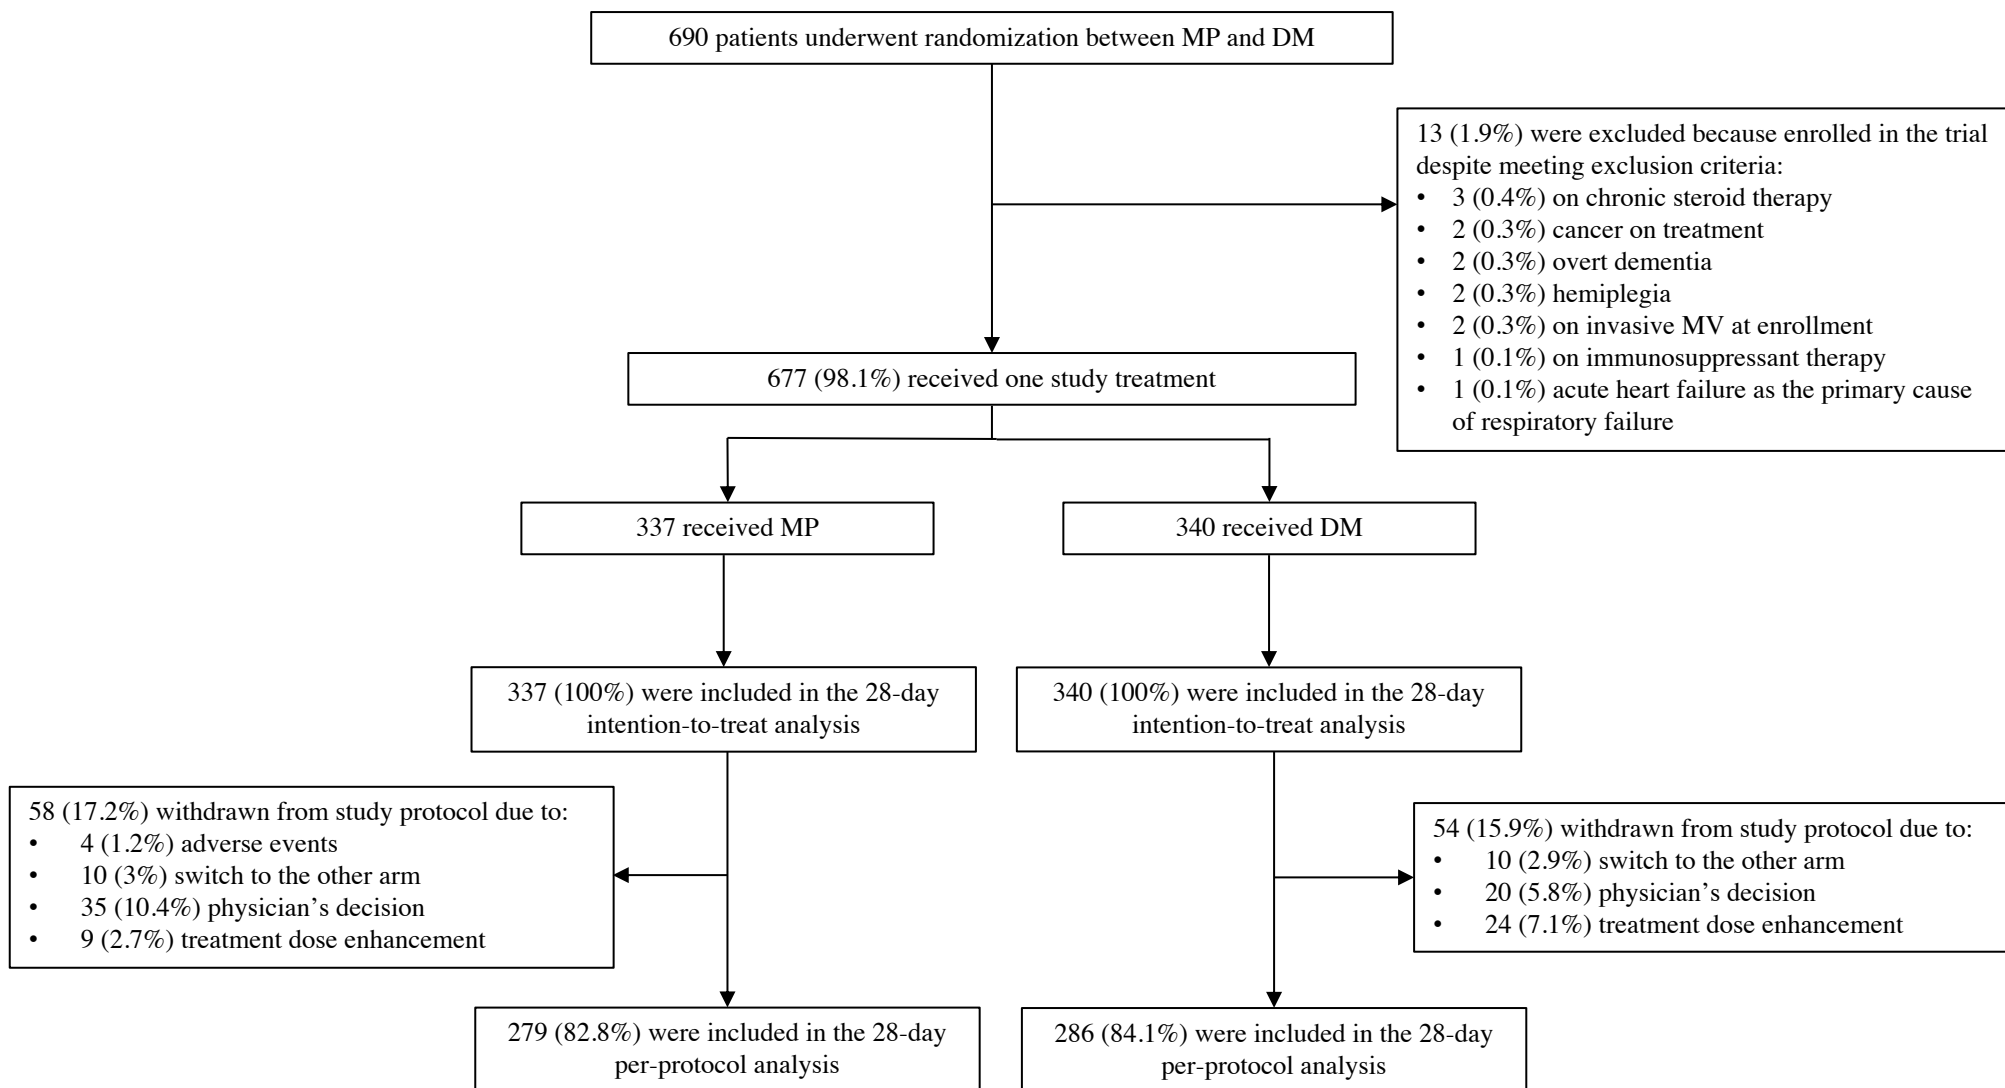 690 patients underwent randomization between MP and DM
13 (1.9%) were excluded because enrolled in the trial
despite meeting exclusion criteria:
• 3 (0.4%) on chronic steroid therapy
• 2 (0.3%) cancer on treatment
• 2 (0.3%) overt dementia
• 2 (0.3%) hemiplegia
• 2 (0.3%) on invasive MV at enrollment
• 1 (0.1%) on immunosuppressant therapy
• 1 (0.1%) acute heart failure as the primary cause
of respiratory failure
677 (98.1%) received one study treatment
337 received MP
340 received DM
337 (100%) were included in the 28-day
intention-to-treat analysis
340 (100%) were included in the 28-day
intention-to-treat analysis
58 (17.2%) withdrawn from study protocol due to:
• 4 (1.2%) adverse events
• 10 (3%) switch to the other arm
• 35 (10.4%) physician’s decision
• 9 (2.7%) treatment dose enhancement
54 (15.9%) withdrawn from study protocol due to:
• 10 (2.9%) switch to the other arm
• 20 (5.8%) physician’s decision
• 24 (7.1%) treatment dose enhancement
279 (82.8%) were included in the 28-day
per-protocol analysis
286 (84.1%) were included in the 28-day
per-protocol analysis